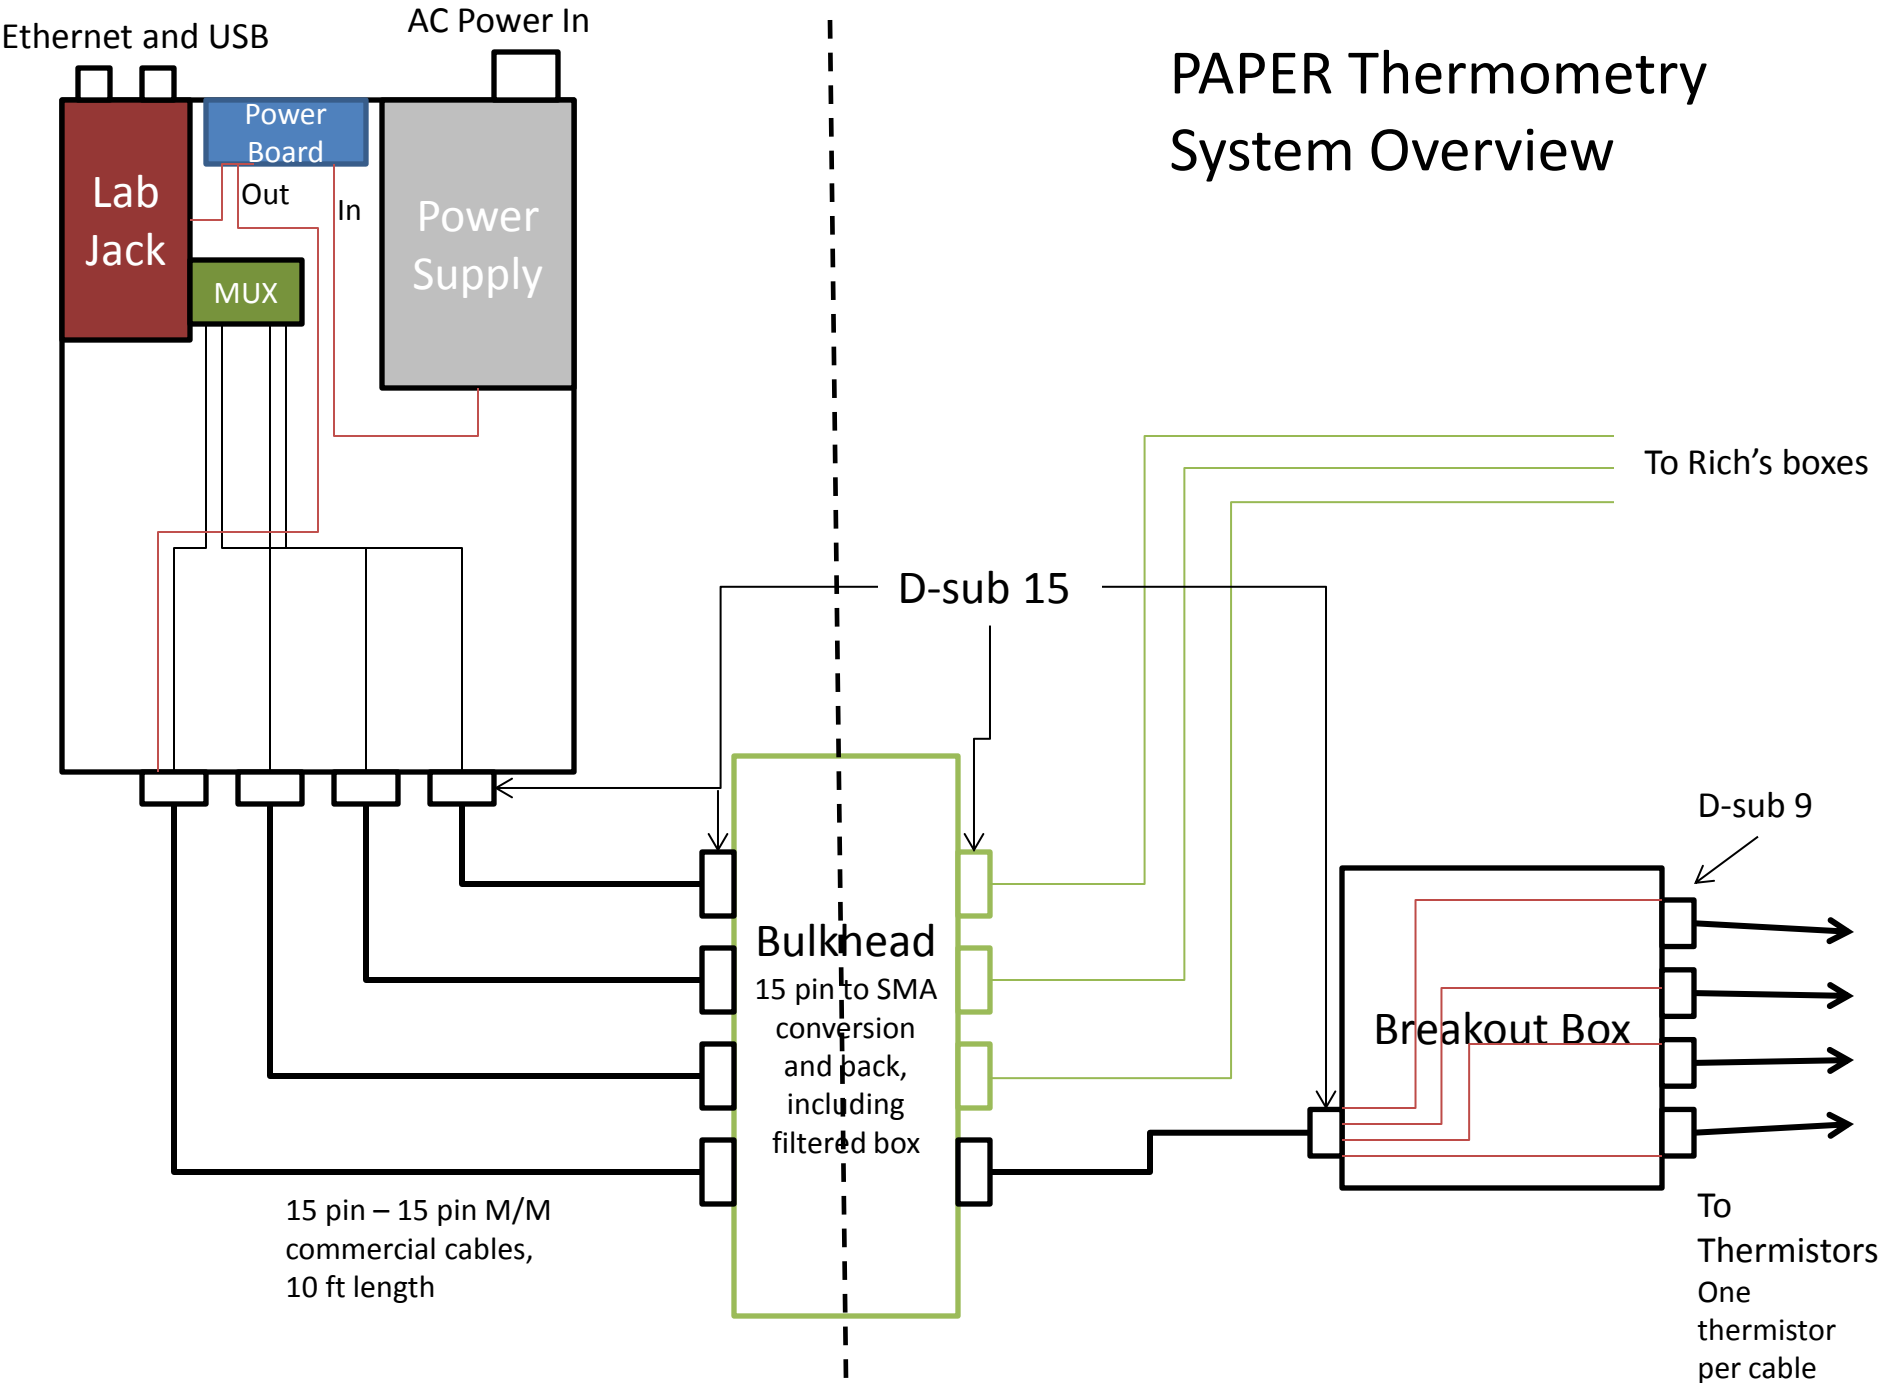 Ethernet and USB
AC Power In
PAPER Thermometry
System Overview
Power
Board
Lab
Jack
Out
In
Power
Supply
MUX
To Rich's boxes
D-sub 15
D-sub 9
Bulkhead
15 pin to SMA
conversion
and back,
including
filtered box
Breakout Box
15 pin – 15 pin M/M
commercial cables,
10 ft length
To
Thermistors
One
thermistor
per cable